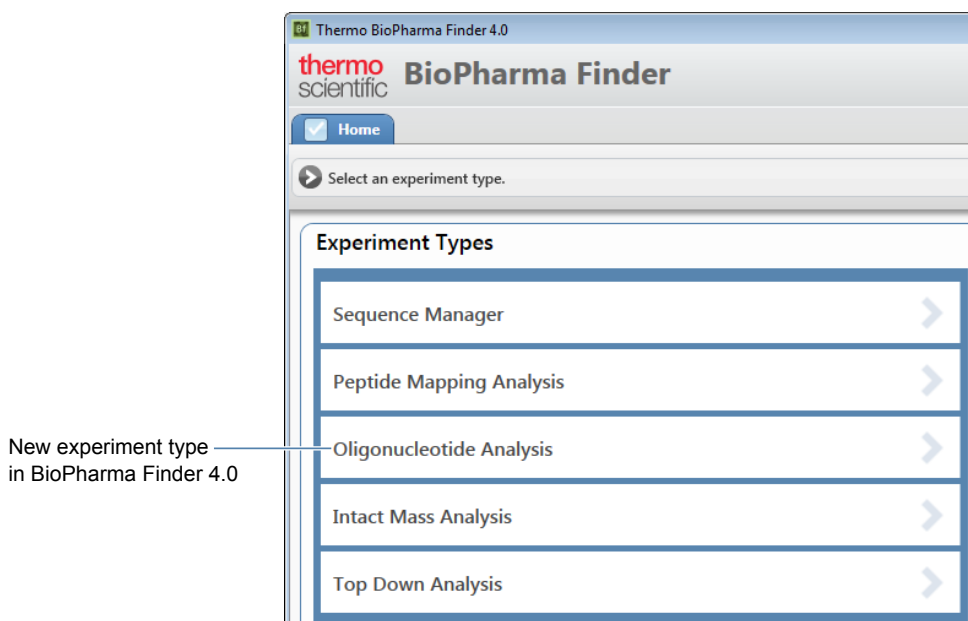 Thermo BioPharma Finder 4.0
thermo
scientific
BioPharma Finder
Home
Select an experiment type.
Experiment Types
Sequence Manager
Peptide Mapping Analysis
New experiment type
in BioPharma Finder 4.0
Oligonucleotide Analysis
Intact Mass Analysis
Top Down Analysis